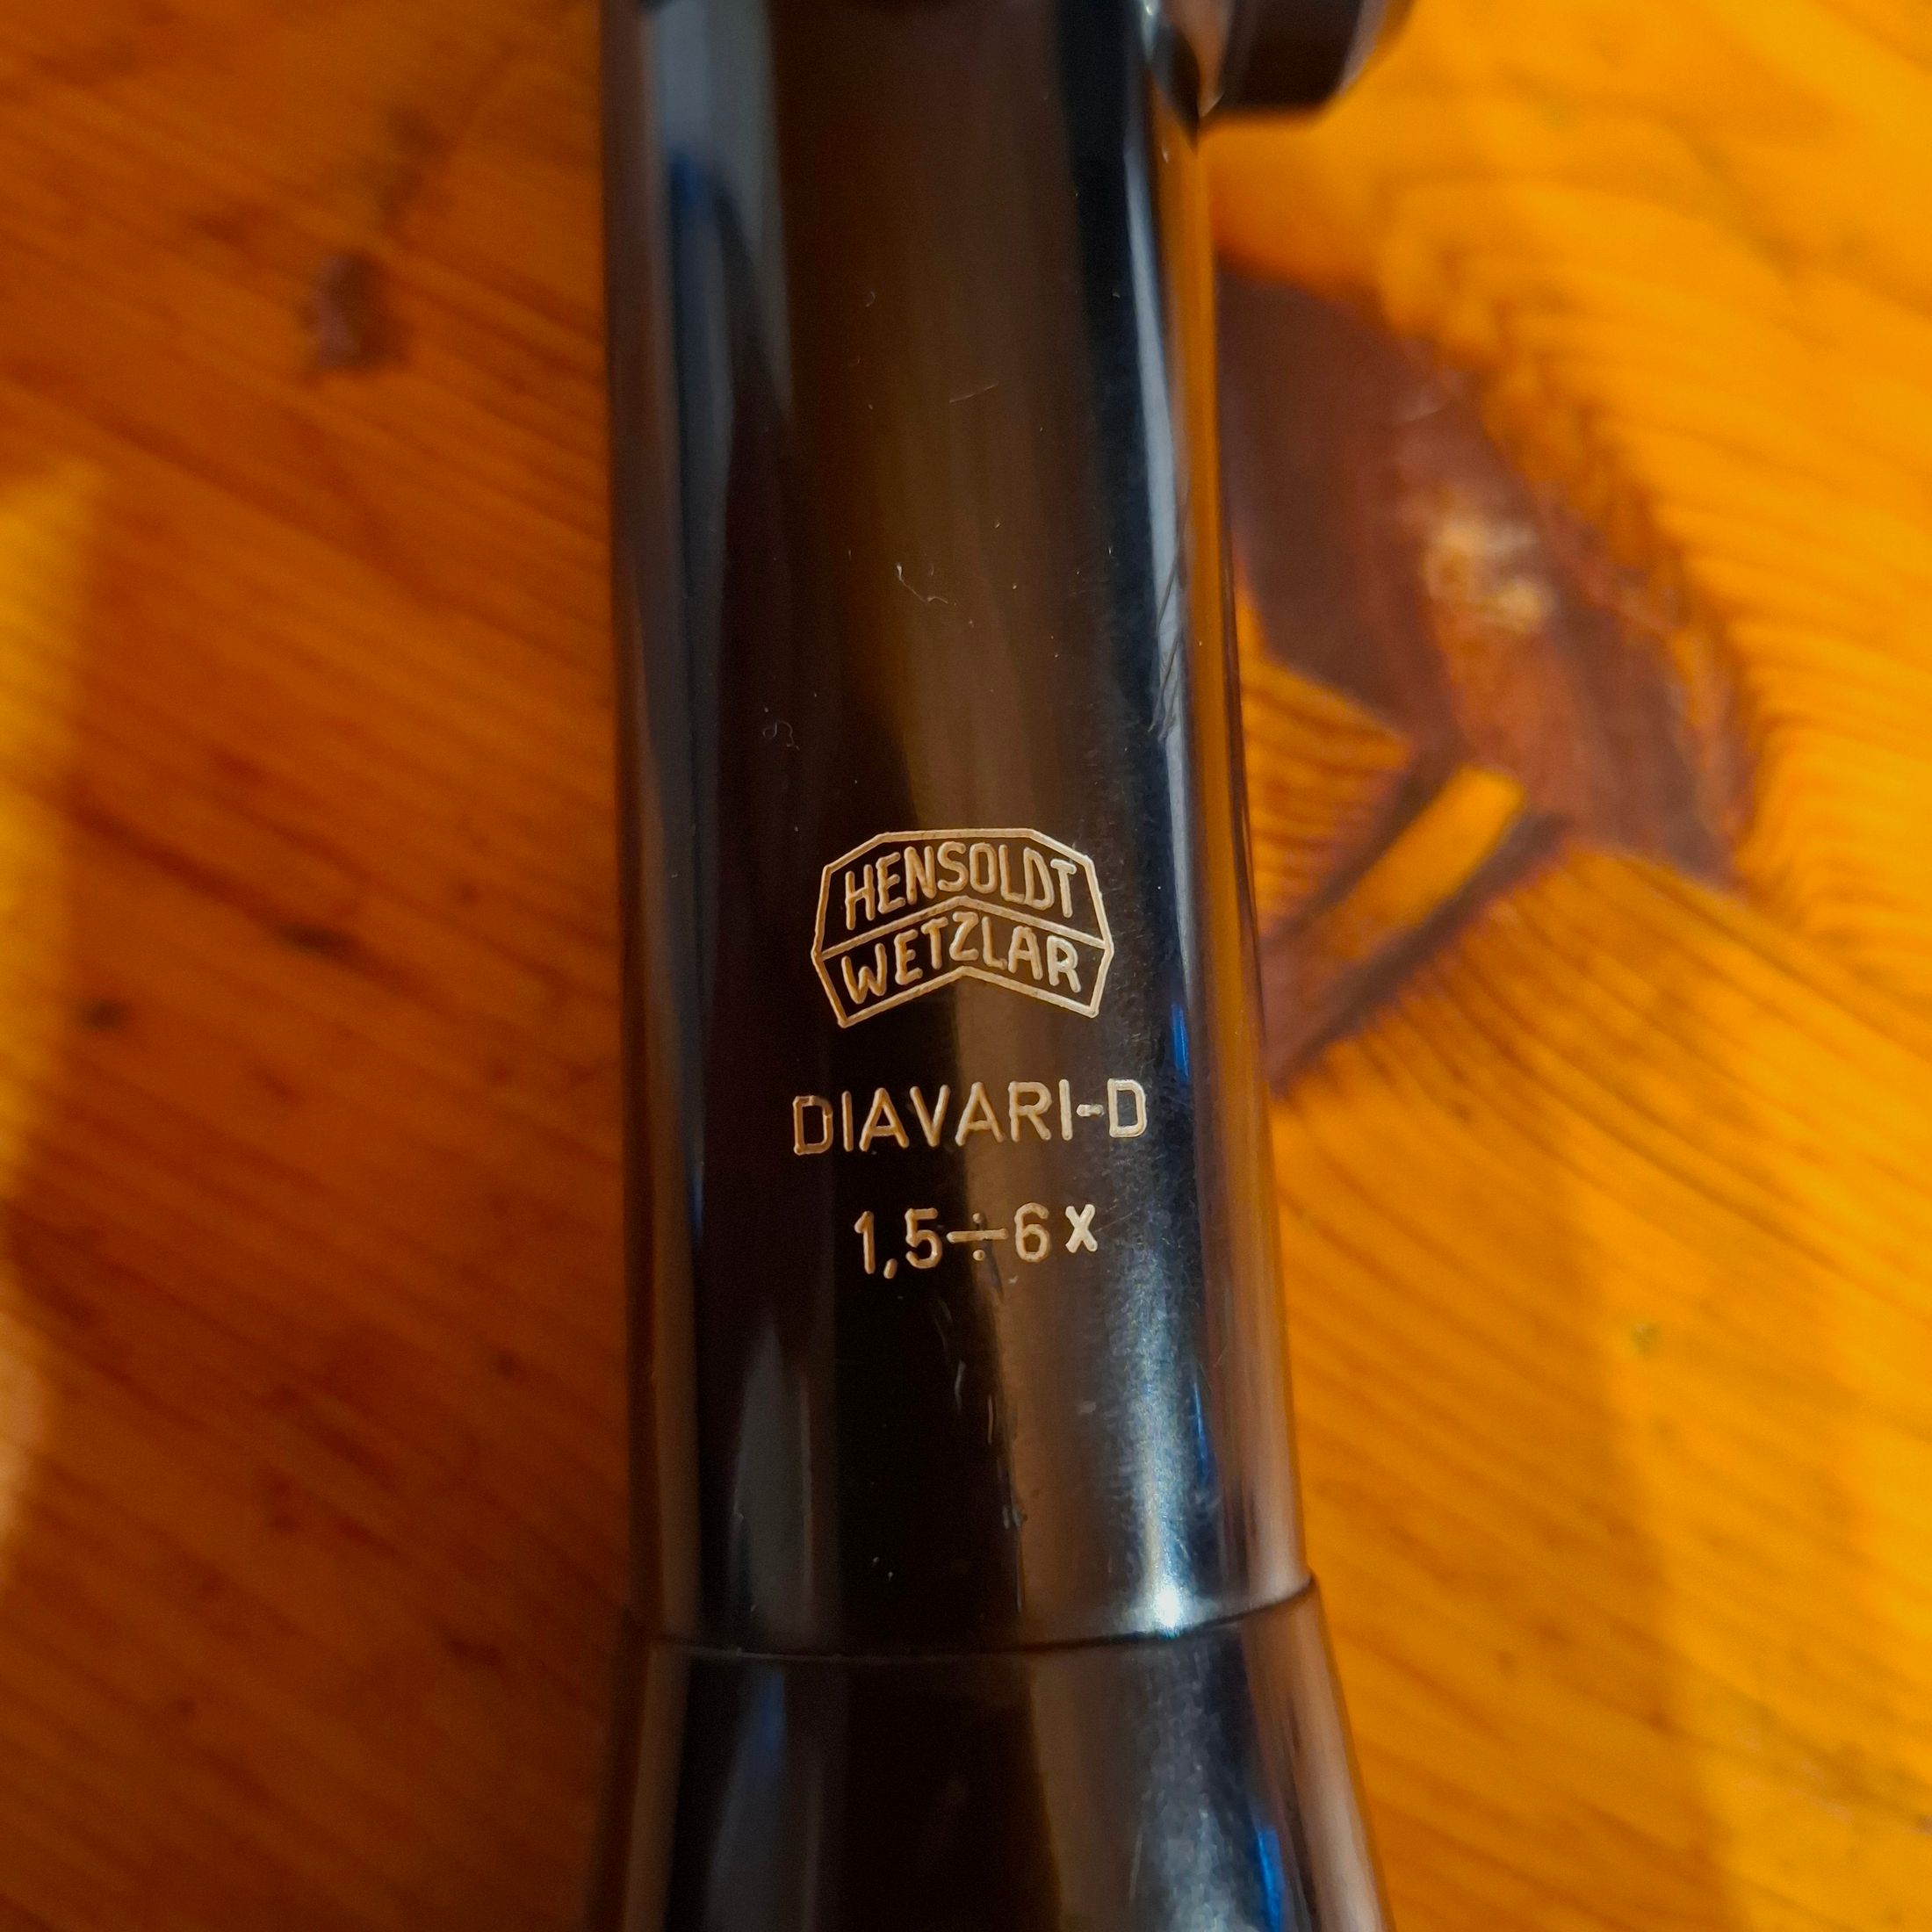 HENSOLDT
WETZLAR
DIAVARI-D
1,5÷6x